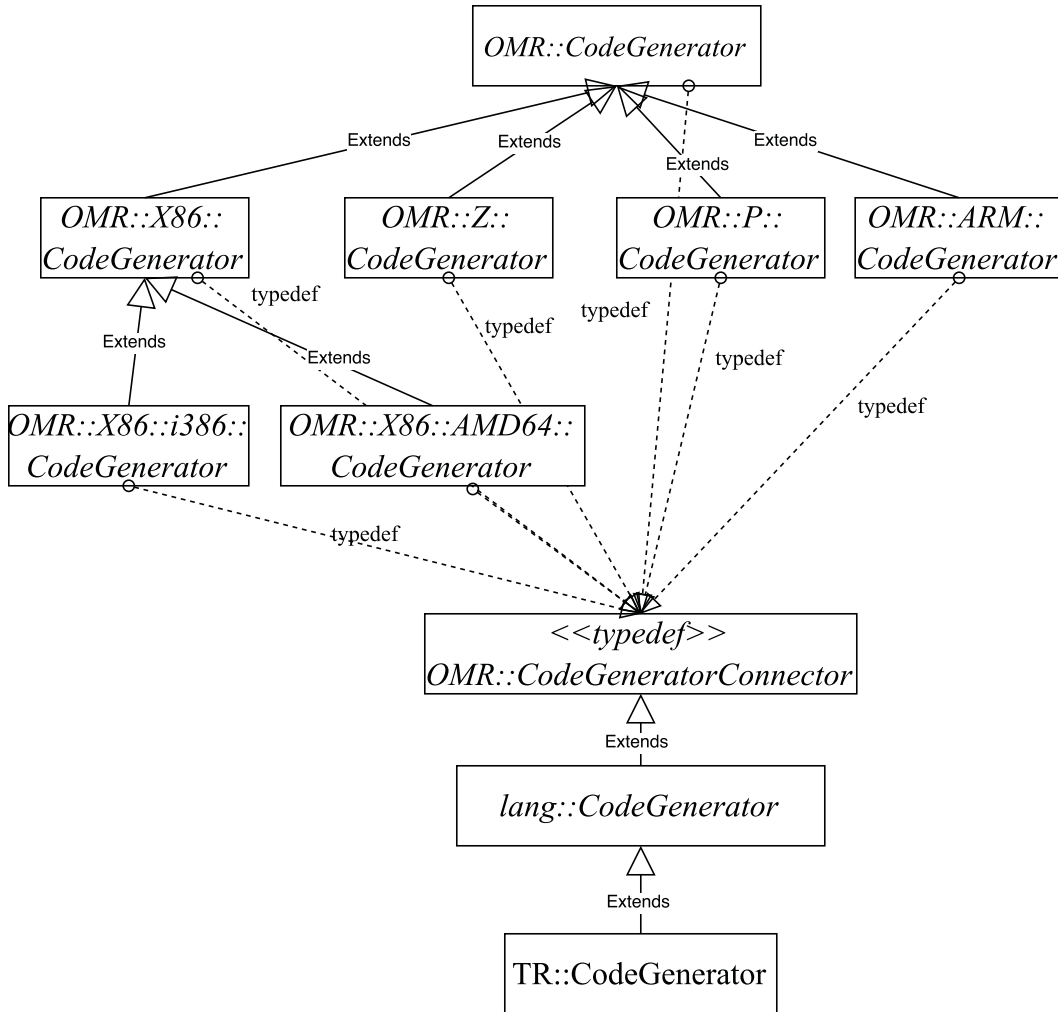 OMR::CodeGenerator
Extends
Extends
Extends
Extends
OMR::X86::
CodeGenerator
OMR::Z::
CodeGenerator
OMR::P::
CodeGenerator
OMR::ARM::
CodeGenerator
typedef
typedef
typedef
typedef
typedef
Extends
Extends
OMR::X86::i386::
CodeGenerator
OMR::X86::AMD64::
CodeGenerator
typedef
<<typedef>>
OMR::CodeGeneratorConnector
Extends
lang::CodeGenerator
Extends
TR::CodeGenerator